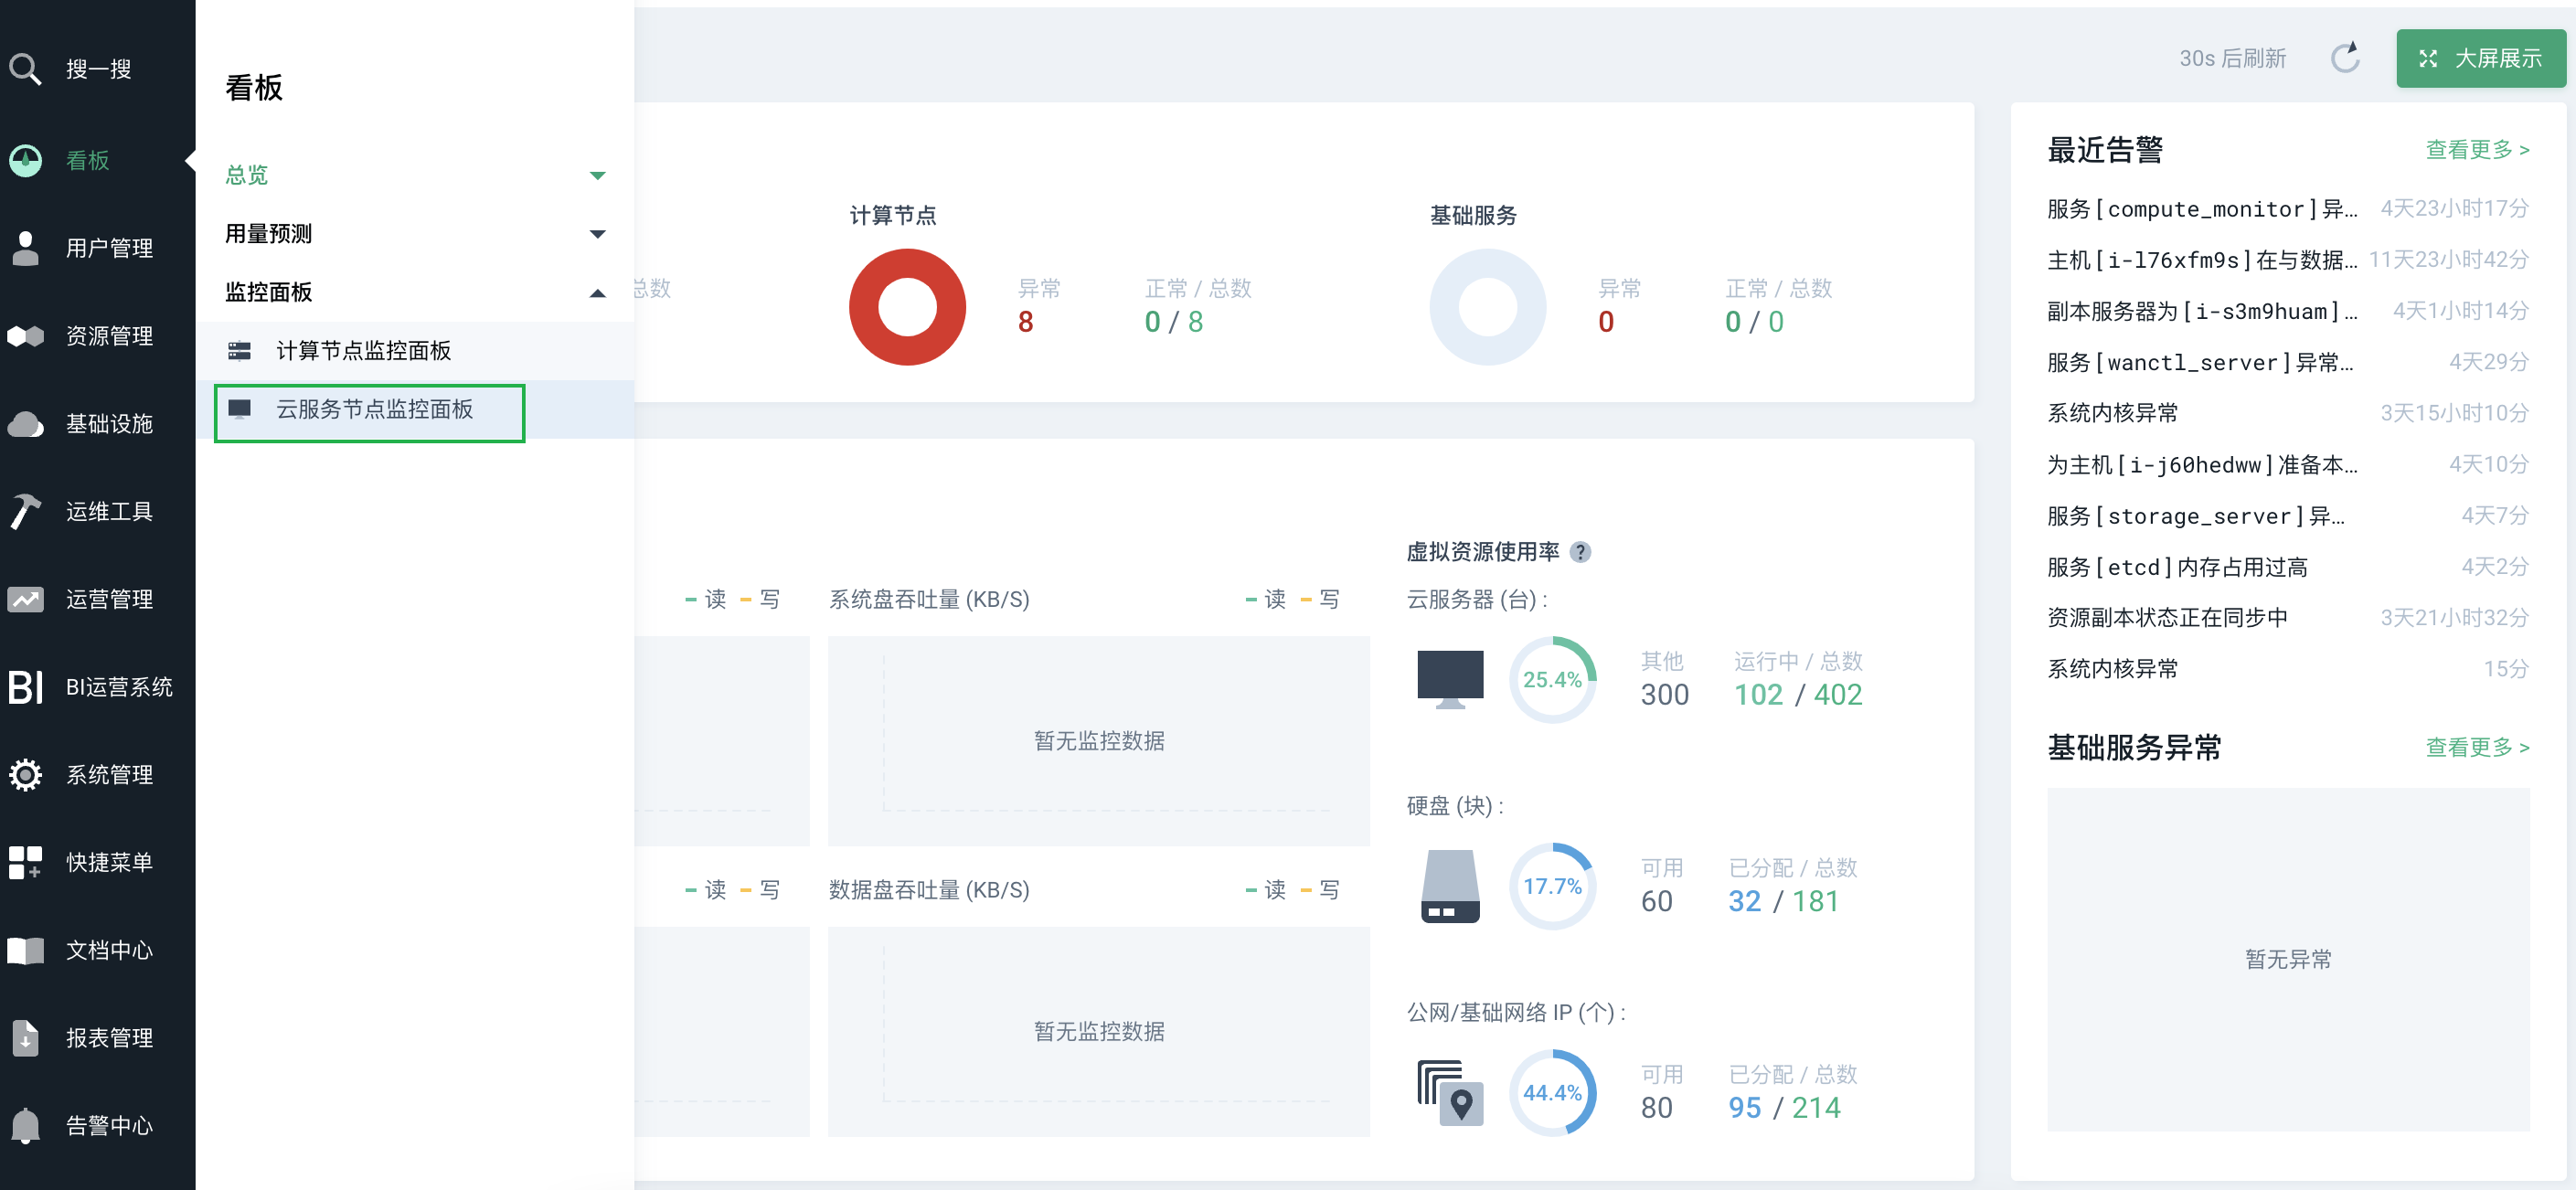 搜一搜
看板
用户管理
资源管理
基础设施
运维工具
运营管理
BI BI运营系统
系统管理
快捷菜单
文档中心
报表管理
告警中心
看板
总览
用量预测
监控面板
计算节点监控面板
云服务节点监控面板
30s 后刷新
大屏展示
总数
计算节点
异常
正常 / 总数
8
0 / 8
基础服务
异常
正常 / 总数
0
0 / 0
读 写
系统盘吞吐量 (KB/S)
读 写
暂无监控数据
读 写
数据盘吞吐量 (KB/S)
读 写
暂无监控数据
虚拟资源使用率 ?
云服务器 (台) :
25.4%
其他
运行中 / 总数
300
102 / 402
硬盘 (块) :
17.7%
可用
已分配 / 总数
60
32 / 181
公网/基础网络 IP (个) :
44.4%
可用
已分配 / 总数
80
95 / 214
最近告警
查看更多 >
服务[compute_monitor]异... 4天23小时17分
主机[i-l76xfm9s]在与数据... 11天23小时42分
副本服务器为[i-s3m9huam]... 4天1小时14分
服务[wanctl_server]异常... 4天29分
系统内核异常 3天15小时10分
为主机[i-j60hedww]准备本... 4天10分
服务[storage_server]异... 4天7分
服务[etcd]内存占用过高 4天2分
资源副本状态正在同步中 3天21小时32分
系统内核异常 15分
基础服务异常
查看更多 >
暂无异常